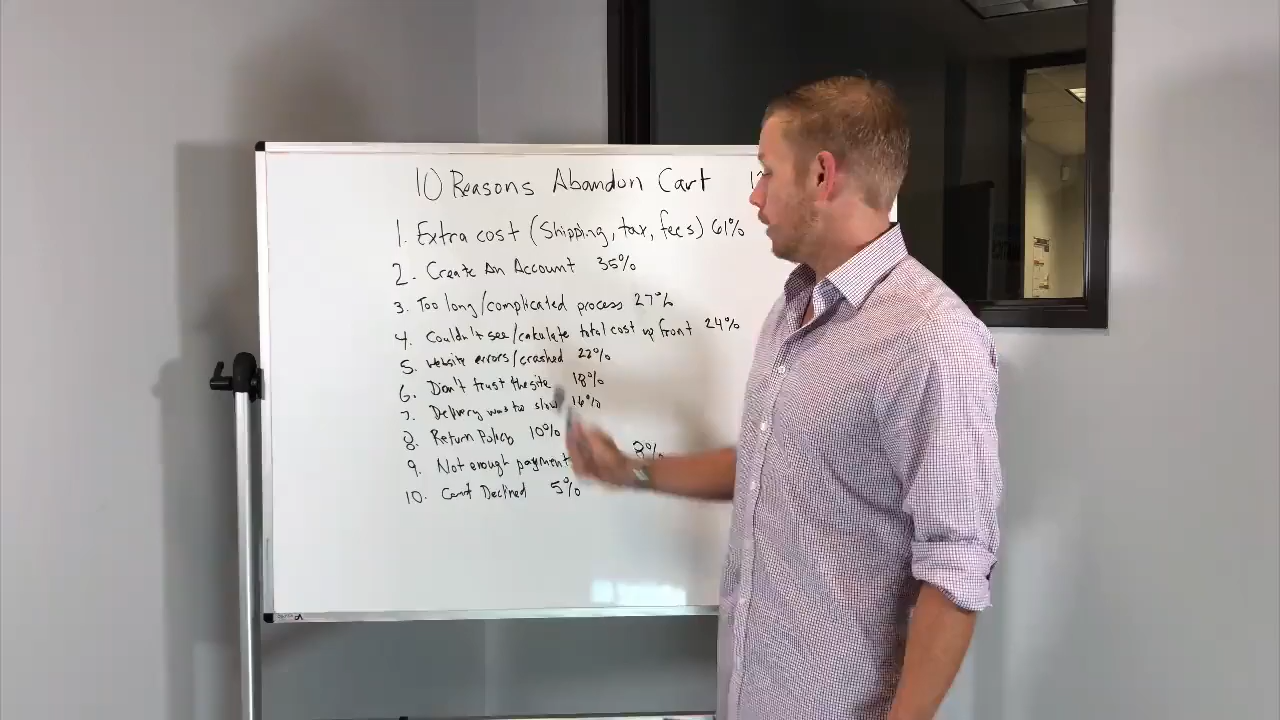 10 Reasons Abandon Cart
1. Extra cost (Shipping, tax, fees) 61%
2. Create An Account 35%
3. Too long/complicated process 27%
4. Couldn't see/calculate total cost up front 24%
5. website errors/crashed 22%
6. Don't trust the site 18%
7. Delivery was to slow 16%
8. Return Policy 10%
9. Not enough payment 8%
10. Card Declined 5%